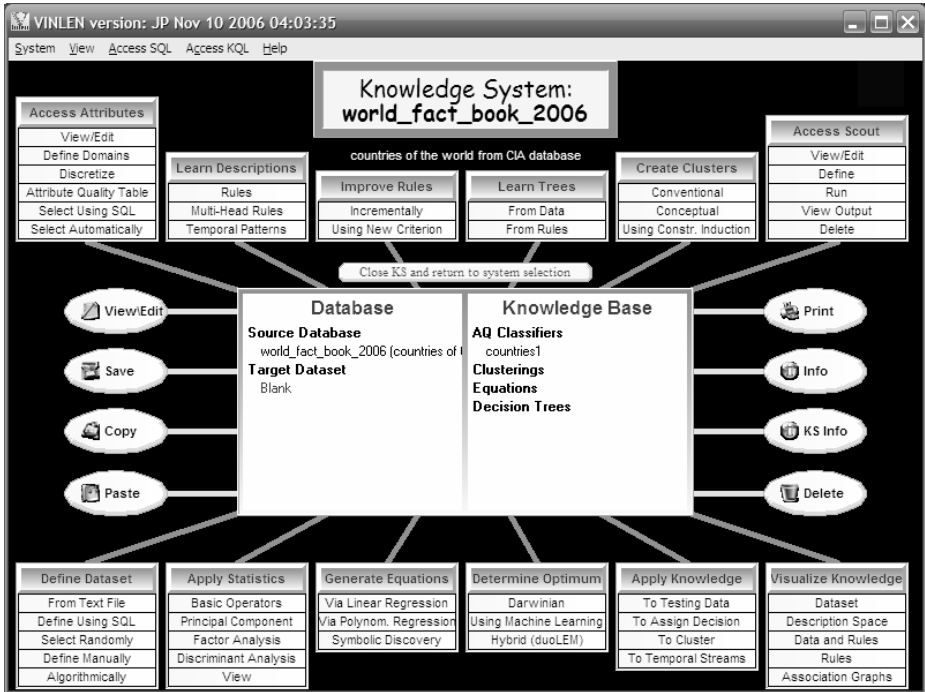 VINLEN version: JP Nov 10 2006 04:03:35
System View Access SQL Access KQL Help
Knowledge System:
world_fact_book_2006
countries of the world from CIA database
Access Attributes
View/Edit
Define Domains
Discretize
Attribute Quality Table
Select Using SQL
Select Automatically
Learn Descriptions
Rules
Multi-Head Rules
Temporal Patterns
Improve Rules
Incrementally
Using New Criterion
Learn Trees
From Data
From Rules
Create Clusters
Conventional
Conceptual
Using Constr. Induction
Access Scout
View/Edit
Define
Run
View Output
Delete
Close KS and return to system selection
View\Edit
Save
Copy
Paste
Database
Source Database
world_fact_book_2006 (countries of
Target Dataset
Blank
Knowledge Base
AQ Classifiers
countries1
Clusterings
Equations
Decision Trees
Print
Info
KS Info
Delete
Define Dataset
From Text File
Define Using SQL
Select Randomly
Define Manually
Algorithmically
Apply Statistics
Basic Operators
Principal Component
Factor Analysis
Discriminant Analysis
View
Generate Equations
Via Linear Regression
Via Polynom. Regression
Symbolic Discovery
Determine Optimum
Darwinian
Using Machine Learning
Hybrid (duoLEM)
Apply Knowledge
To Testing Data
To Assign Decision
To Cluster
To Temporal Streams
Visualize Knowledge
Dataset
Description Space
Data and Rules
Rules
Association Graphs